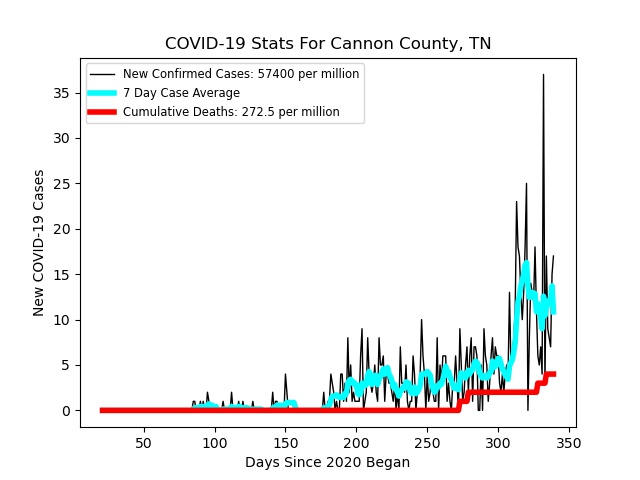 COVID-19 Stats For Cannon County, TN
New Confirmed Cases: 57400 per million
7 Day Case Average
Cumulative Deaths: 272.5 per million
New COVID-19 Cases
35
30
25
20
15
10
5
0
50 100 150 200 250 300 350
Days Since 2020 Began